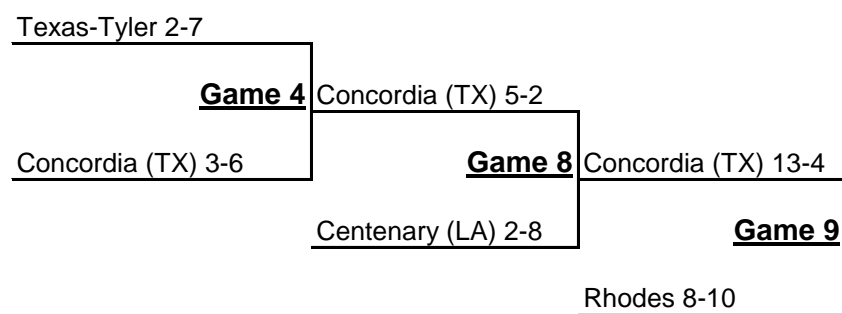 Texas-Tyler 2-7
Game 4 Concordia (TX) 5-2
Concordia (TX) 3-6 Game 8 Concordia (TX) 13-4
Centenary (LA) 2-8 Game 9
Rhodes 8-10